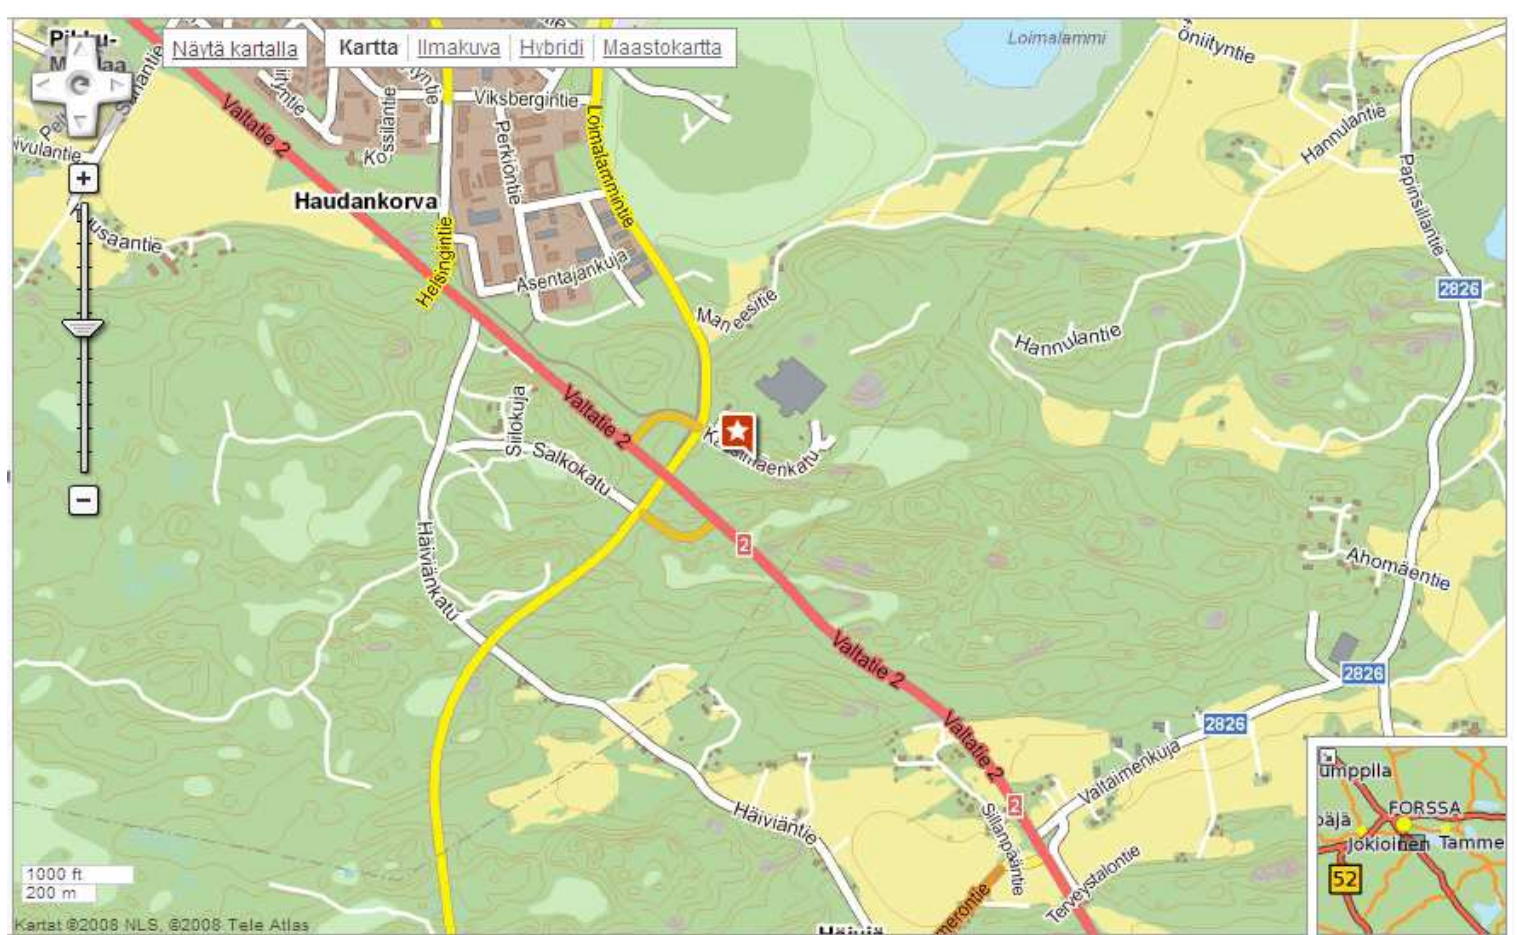 Näytä kartalla
Kartta Ilmakuva Hybridi Maastokartta
Loimalammi
Viksbergintie
Valtatie 2
Perkiöntie
Loimalammintie
Hannulantie
Papinsillantie
Haudankorva
Helsingintie
Asentajankuja
2826
Maneesitie
Hannulantie
Siilokuja
Valtatie 2
Salkokatu
2
Häiviänkatu
Ahomäentie
Valtatie 2
2826
2826
Valtatie 2
Valtaimenkuja
2
Sillanpääntie
Häiviäntie
Terveystalontie
FORSSA
Jokioinen
Tamme
52
1000 ft
200 m
Kartat ©2008 NLS, ©2008 Tele Atlas